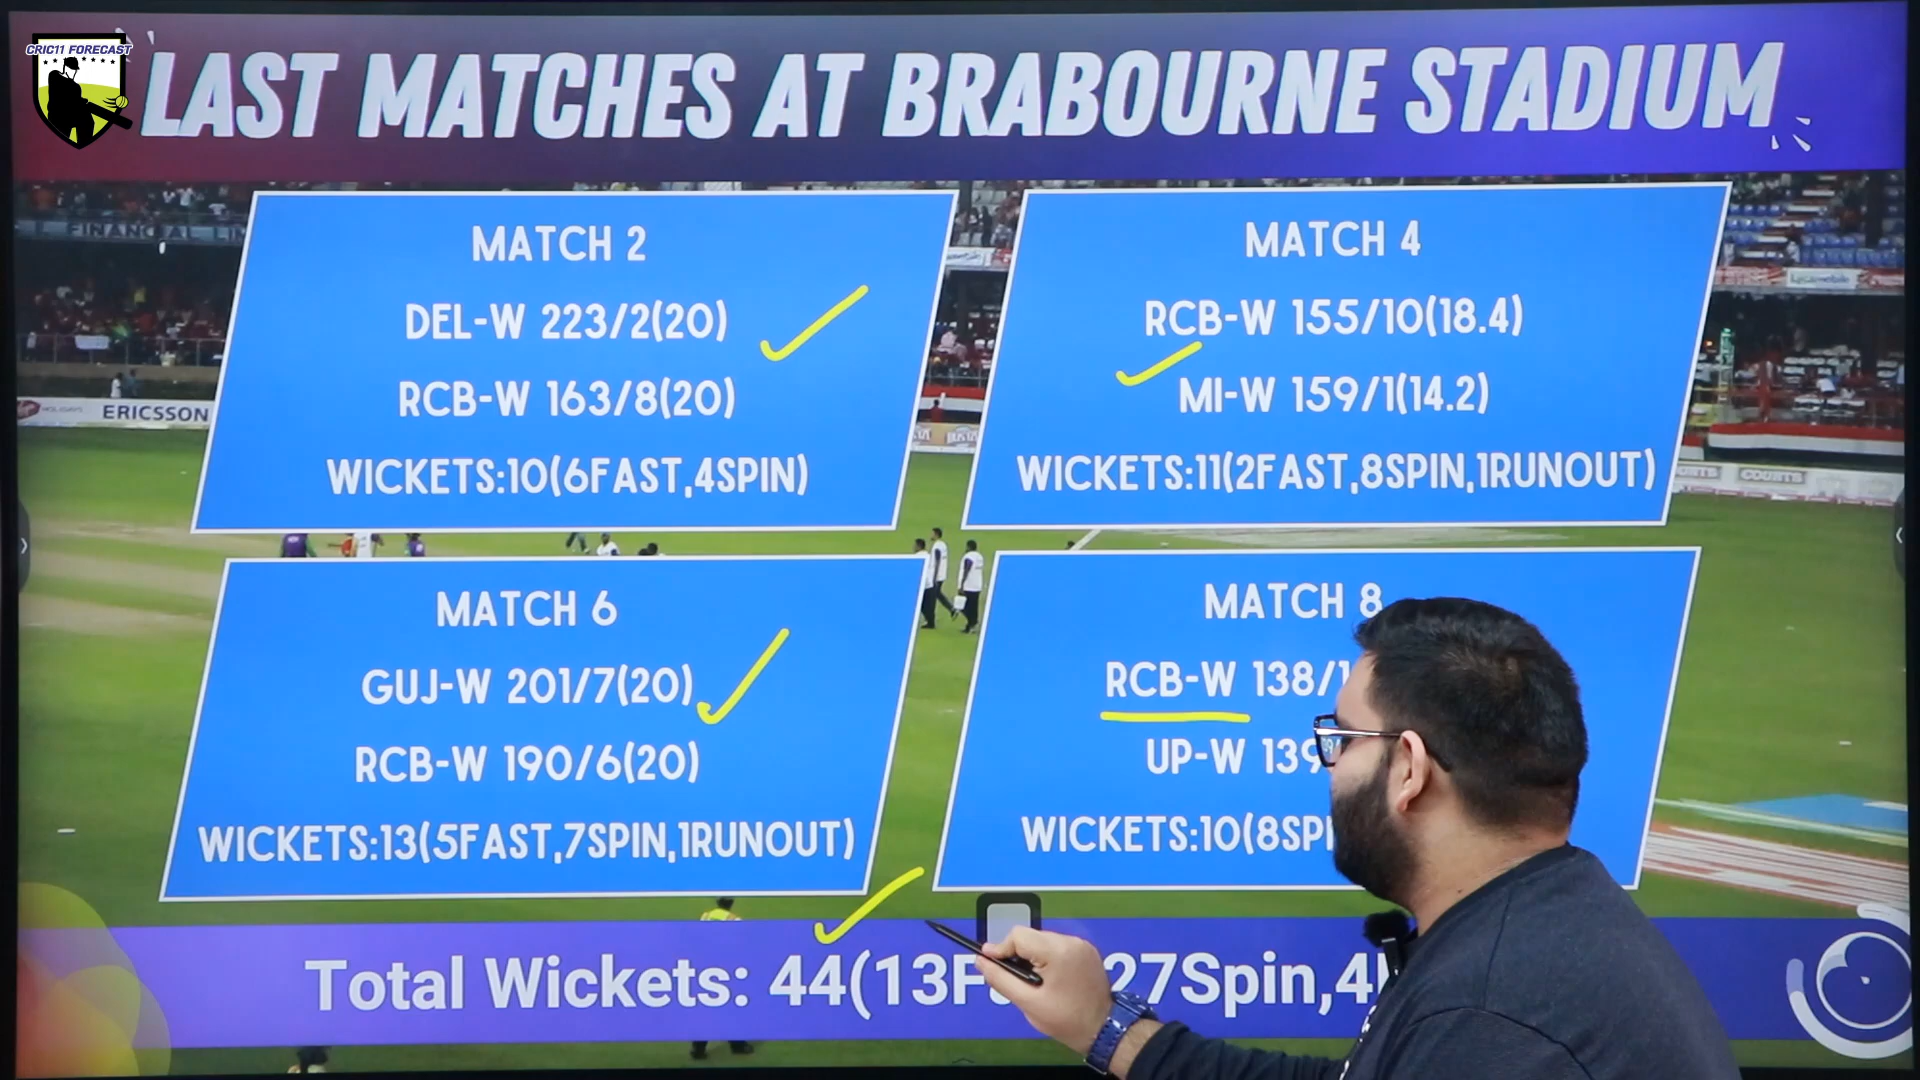 CRIC11 FORECAST
LAST MATCHES AT BRABOURNE STADIUM
FINANCIAL
ERICSSON
COURTS
MATCH 2
DEL-W 223/2(20)
RCB-W 163/8(20)
WICKETS:10(6FAST,4SPIN)
MATCH 4
RCB-W 155/10(18.4)
MI-W 159/1(14.2)
WICKETS:11(2FAST,8SPIN,1RUNOUT)
MATCH 6
GUJ-W 201/7(20)
RCB-W 190/6(20)
WICKETS:13(5FAST,7SPIN,1RUNOUT)
MATCH 8
RCB-W 138/1
UP-W 139
WICKETS:10(8SP
Total Wickets: 44(13F 27Spin,4